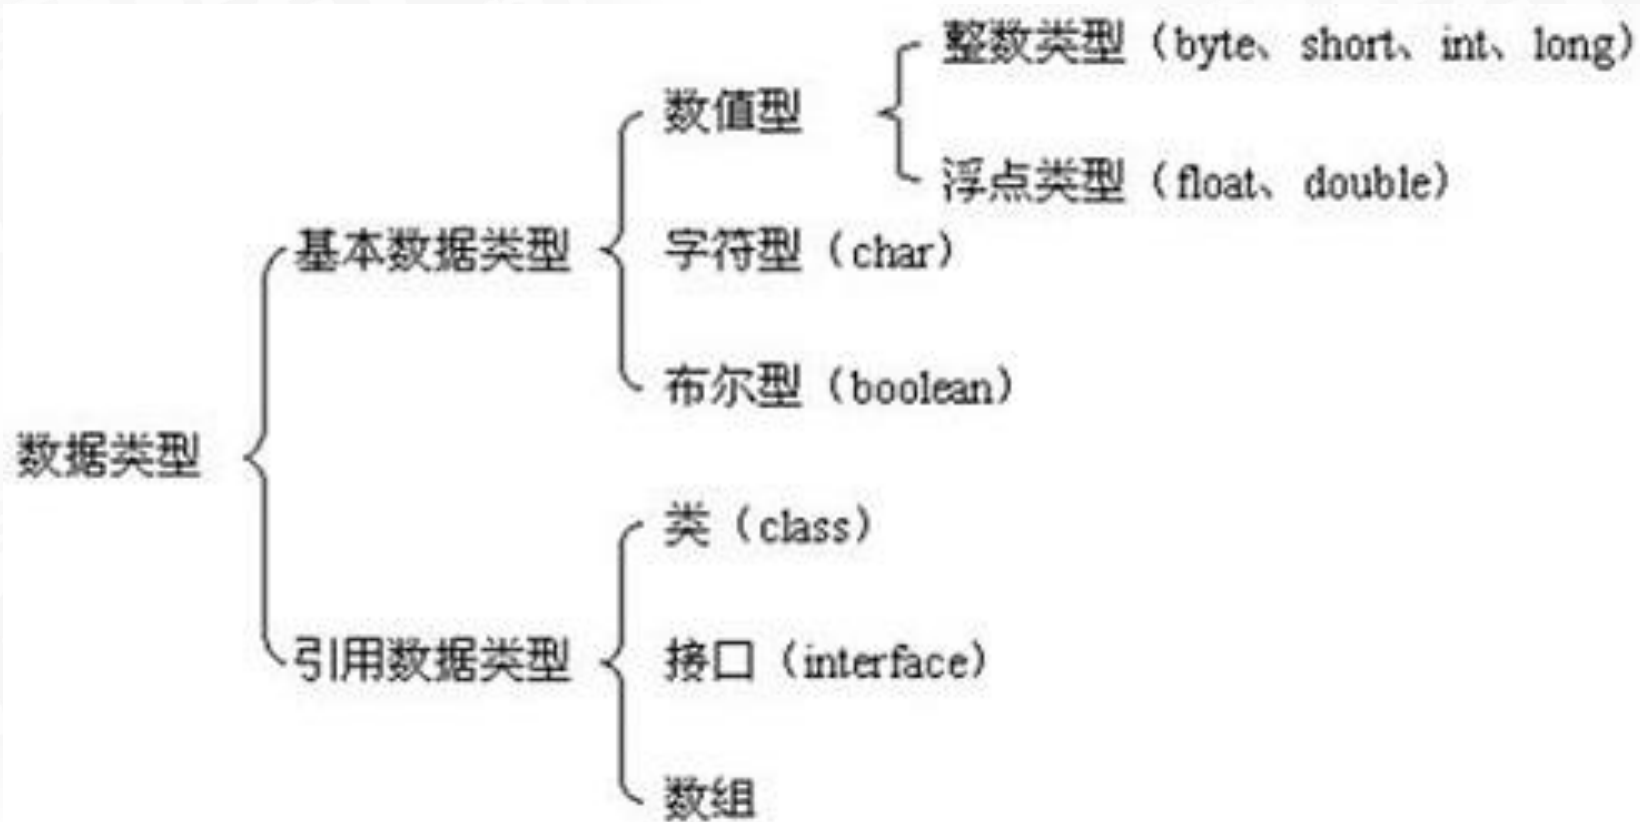 整数类型（byte、short、int、long）
数值型
浮点类型（float、double）
基本数据类型
字符型（char）
布尔型（boolean）
数据类型
类（class）
引用数据类型
接口（interface）
数组